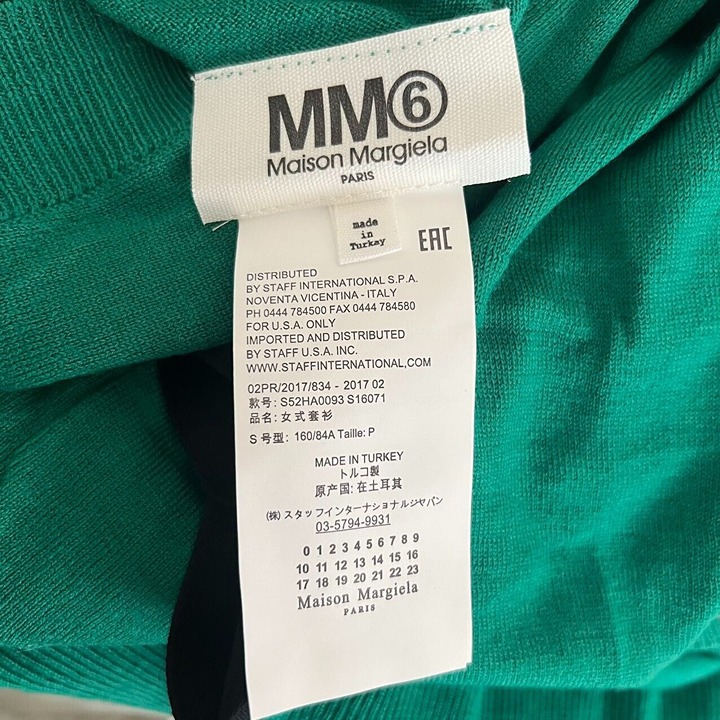 MM⑥
Maison Margiela
PARIS
made
in
Turkey
EAC
DISTRIBUTED
BY STAFF INTERNATIONAL S.P.A.
NOVENTA VICENTINA - ITALY
PH 0444 784500 FAX 0444 784580
FOR U.S.A. ONLY
IMPORTED AND DISTRIBUTED
BY STAFF U.S.A. INC.
WWW.STAFFINTERNATIONAL,COM
02PR/2017/834 - 2017 02
款号: S52HA0093 S16071
品名: 女式套衫
S 号型: 160/84A Taille: P
MADE IN TURKEY
トルコ製
原产国: 在土耳其
(株) スタッフインターナショナルジャパン
03-5794-9931
0 1 2 3 4 5 6 7 8 9
10 11 12 13 14 15 16
17 18 19 20 21 22 23
Maison Margiela
PARIS